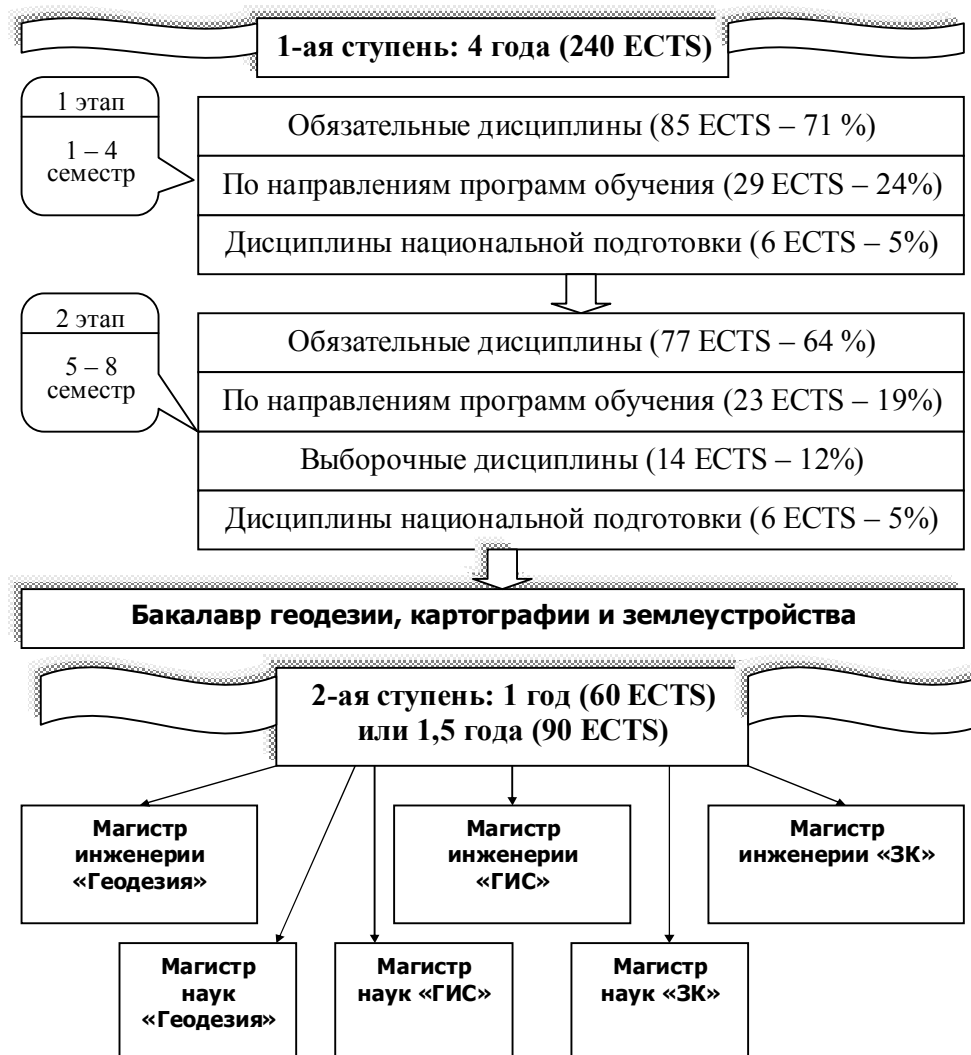 1-ая ступень: 4 года (240 ECTS)
1 этап
1 – 4
семестр
Обязательные дисциплины (85 ECTS – 71 %)
По направлениям программ обучения (29 ECTS – 24%)
Дисциплины национальной подготовки (6 ECTS – 5%)
2 этап
5 – 8
семестр
Обязательные дисциплины (77 ECTS – 64 %)
По направлениям программ обучения (23 ECTS – 19%)
Выборочные дисциплины (14 ECTS – 12%)
Дисциплины национальной подготовки (6 ECTS – 5%)
Бакалавр геодезии, картографии и землеустройства
2-ая ступень: 1 год (60 ECTS)
или 1,5 года (90 ECTS)
Магистр
инженерии
«Геодезия»
Магистр
инженерии
«ГИС»
Магистр
инженерии «ЗК»
Магистр
наук
«Геодезия»
Магистр
наук «ГИС»
Магистр
наук «ЗК»